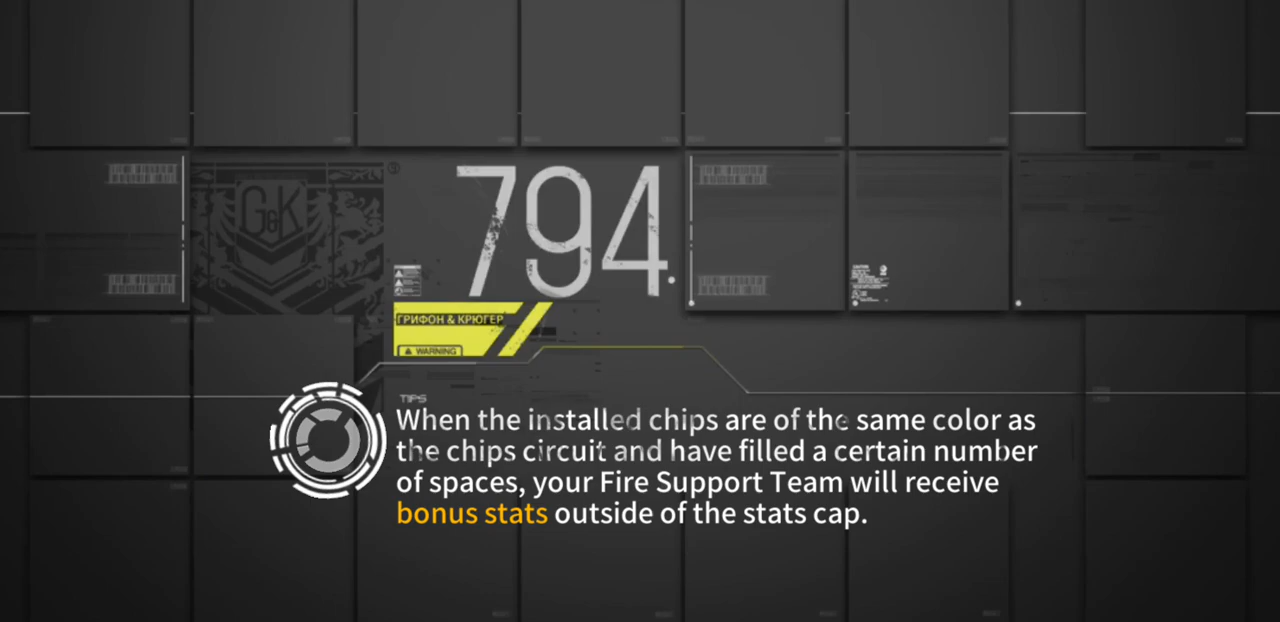 G&K
794.
ГРИФОН & КРЮГЕР
WARNING
TIPS
When the installed chips are of the same color as
the chips circuit and have filled a certain number
of spaces, your Fire Support Team will receive
bonus stats outside of the stats cap.